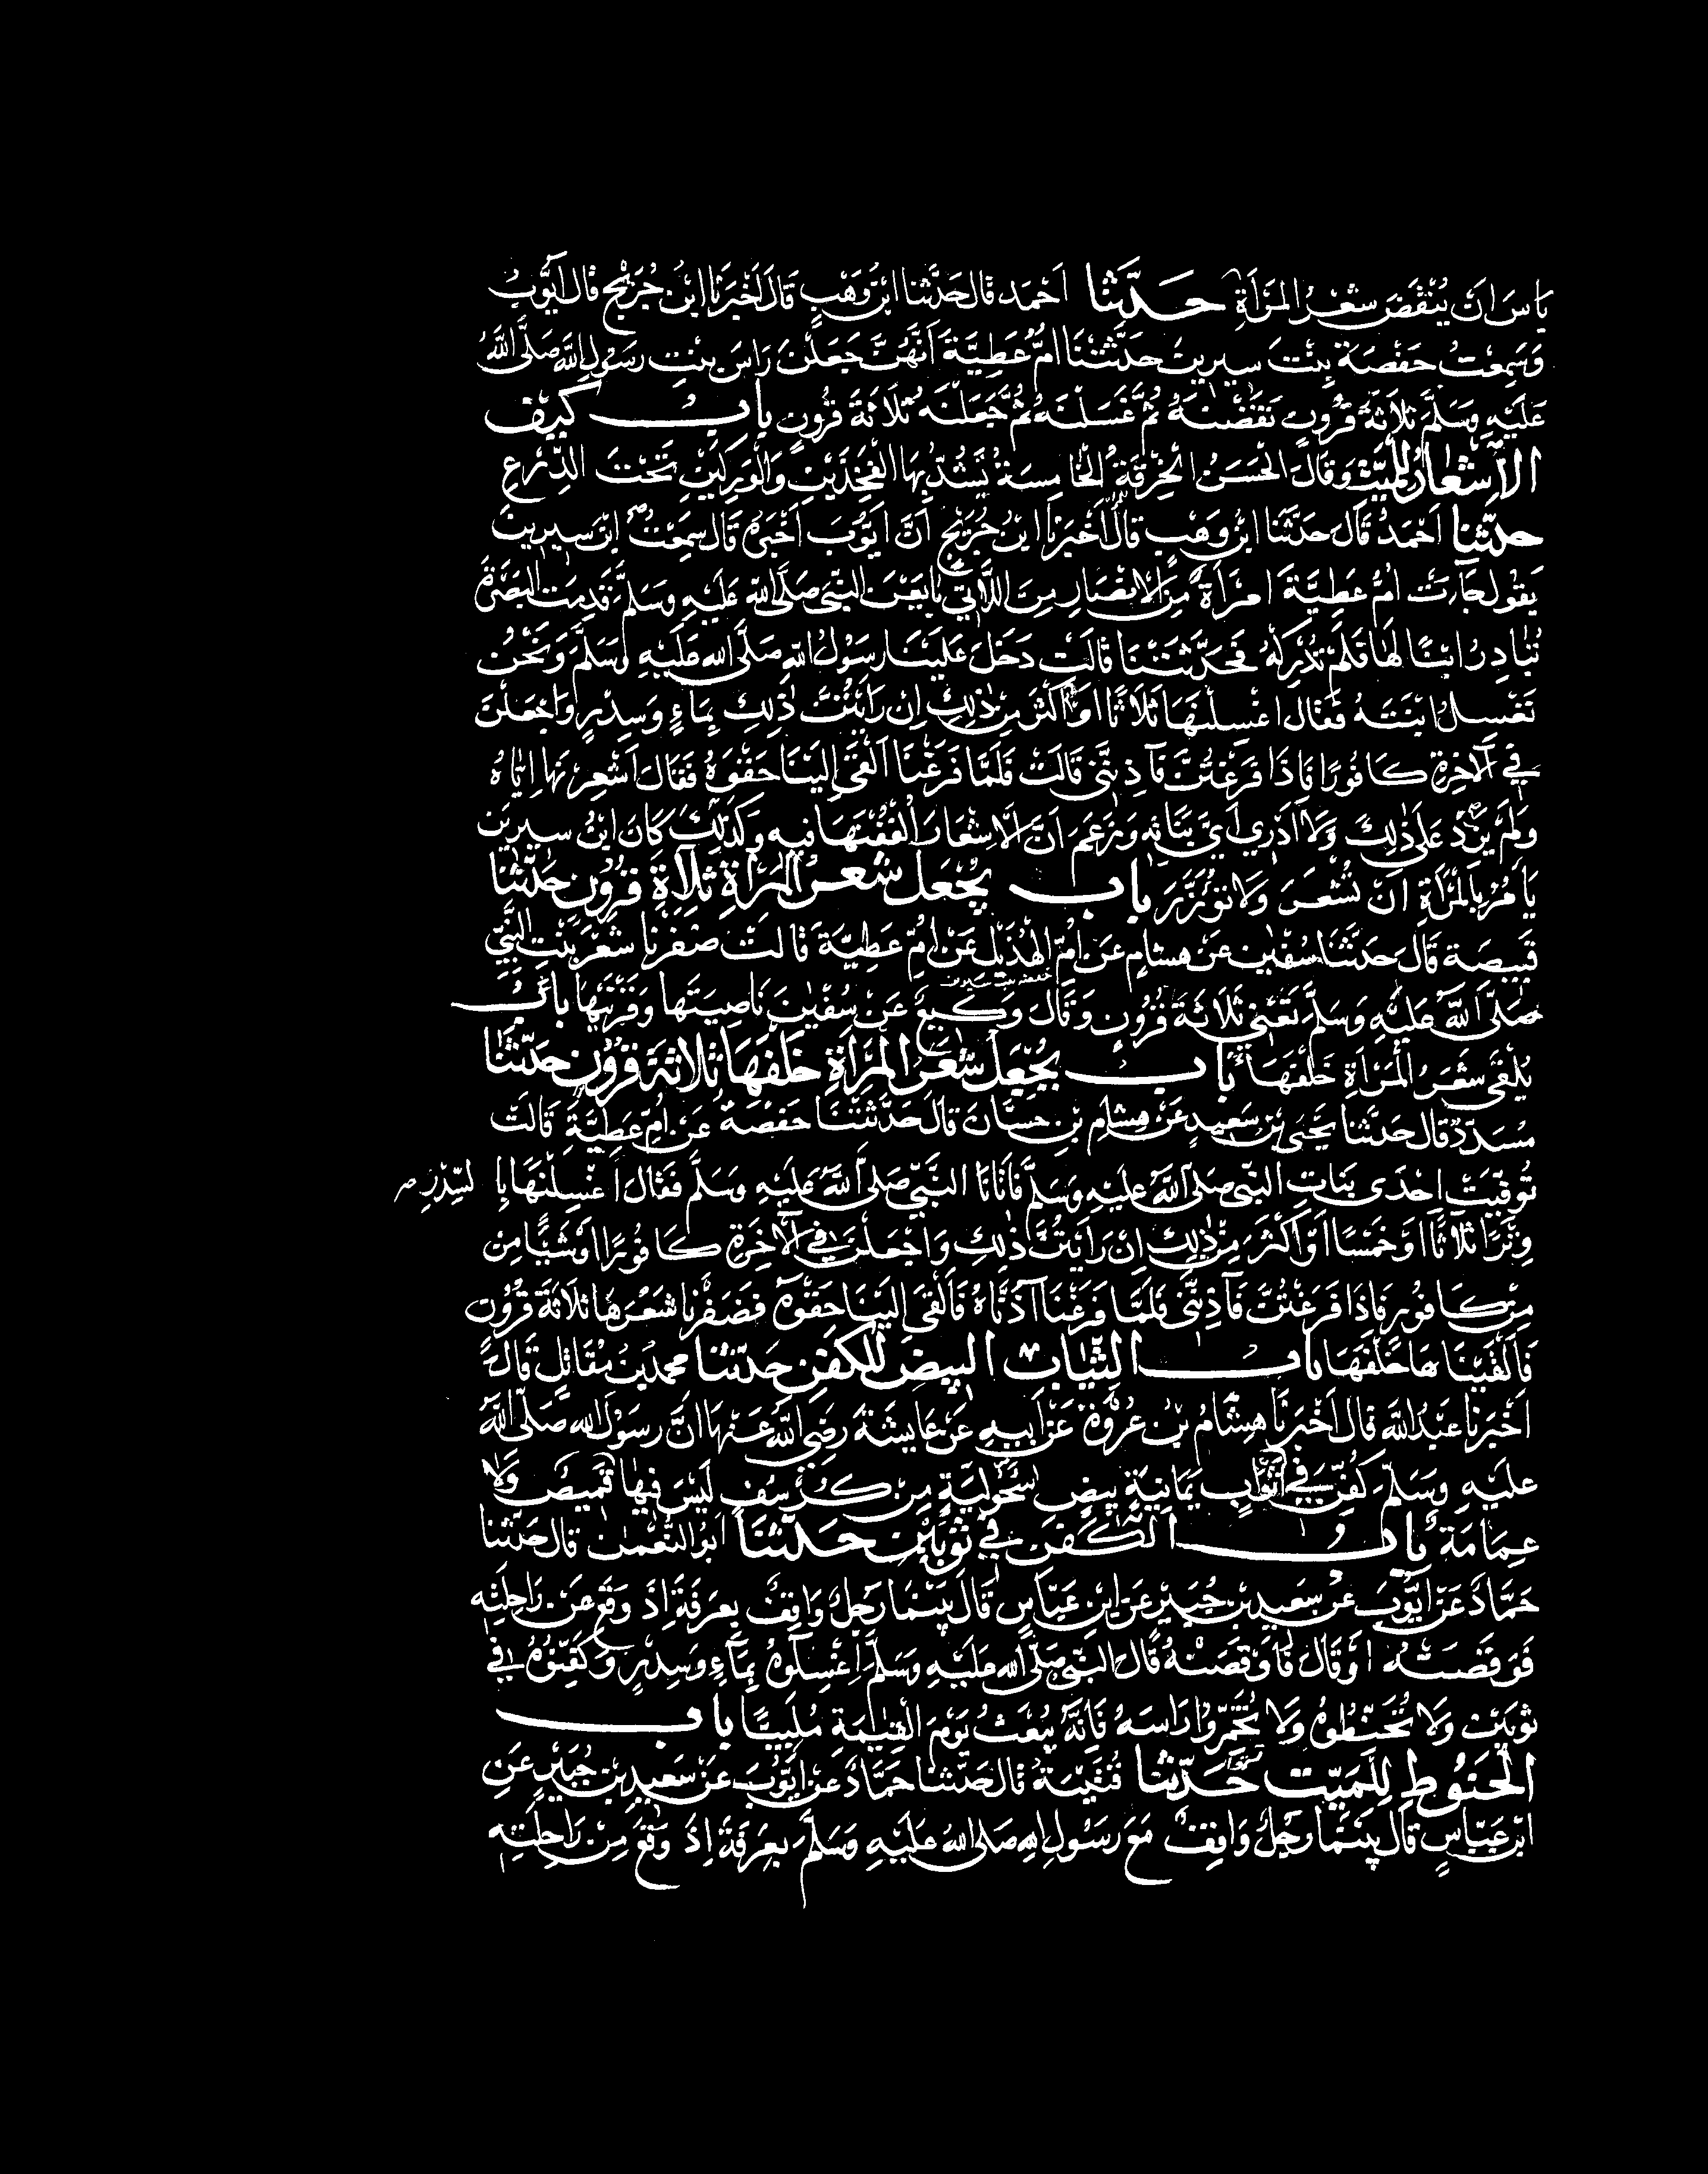 باس ان ينقض شعر المراة حدثنا احمد قال حدثنا ابن وهب قال اخبرنا ابن جريج قال ايوب
وسمعت حفصة بنت سيرين حدثتنا ام عطية انهن جعلن راس بنت رسول الله صلى الله
عليه وسلم ثلاثة قرون نقضنه ثم غسلنه ثم جعلنه ثلاثة قرون باب كيف
الاشعار للميت وقال الحسن الخرقة الخامسة يشد بها الفخذين والوركين تحت الدرع
حدثنا احمد قال حدثنا ابن وهب قال اخبرنا ابن جريج ان ايوب اخبره قال سمعت ابن سيرين
يقول جاءت ام عطية امراة من الانصار من اللاتي بايعن النبي صلى الله عليه وسلم قدمت البصرة
تبادر ابنا لها فلم تدركه فحدثتنا قالت دخل علينا رسول الله صلى الله عليه وسلم ونحن
نغسل ابنته فقال اغسلنها ثلاثا او اكثر من ذلك ان رايتن ذلك بماء وسدر واجعلن
في الآخرة كافورا فاذا فرغتن فآذنني قالت فلما فرغنا القى الينا حقوه فقال اشعرنها اياه
ولم يزد على ذلك ولا ادري اي بناته وزعم ان الاشعار الففنها فيه وكذلك كان ابن سيرين
يامر بالمراة ان تشعر ولا توزر باب يجعل شعر المراة ثلاثة قرون حدثنا
قبيصة قال حدثنا سفين عن هشام عن ام الهذيل عن ام عطية قالت ضفرنا شعر بنت النبي
حفصة بنت سيرين
صلى الله عليه وسلم تعني ثلاثة قرون وقال وكيع عن سفين ناصيتها وقرنيها باب
يلقى شعر المراة خلفها باب يجعل شعر المراة خلفها ثلاثة قرون حدثنا
مسدد قال حدثنا يحيى بن سعيد عن هشام بن حسان قال حدثتنا حفصة عن ام عطية قالت
توفيت احدى بنات النبي صلى الله عليه وسلم فاتانا النبي صلى الله عليه وسلم فقال اغسلنها با لسدر
وترا ثلاثا او خمسا او اكثر من ذلك ان رايتن ذلك واجعلن في الآخرة كافورا او شيا من
من كافور فاذا فرغتن فآذنني فلما فرغنا آذناه فالقى الينا حقوه فضفرنا شعرها ثلاثة قرون
فالقيناها خلفها باب الثياب البيض للكفن حدثنا محمد بن مقاتل قال
اخبرنا عبد الله قال اخبرنا هشام بن عروة عن ابيه عن عايشة رضي الله عنها ان رسول الله صلى الله
عليه وسلم كفن في اثواب يمانية بيض سحولية من كرسف ليس فيها قميص ولا
عمامة باب الكفن في ثوبين حدثنا ابو النعمن قال حدثنا
حماد عن ايوب عن سعيد بن جبير عن ابن عباس قال بينما رجل واقف بعرفة اذ وقع عن راحلته
فوقصته او قال فاوقصته قال النبي صلى الله عليه وسلم اغسلوه بماء وسدر وكفنوه في
ثوبين ولا تحنطوه ولا تخمروا راسه فانه يبعث يوم القيمة ملبيا باب
الحنوط للميت حدثنا قتيبة قال حدثنا حماد عن ايوب عن سعيد بن جبير عن
ابن عباس قال بينما رجل واقف مع رسول الله صلى الله عليه وسلم بعرفة اذ وقع من راحلته